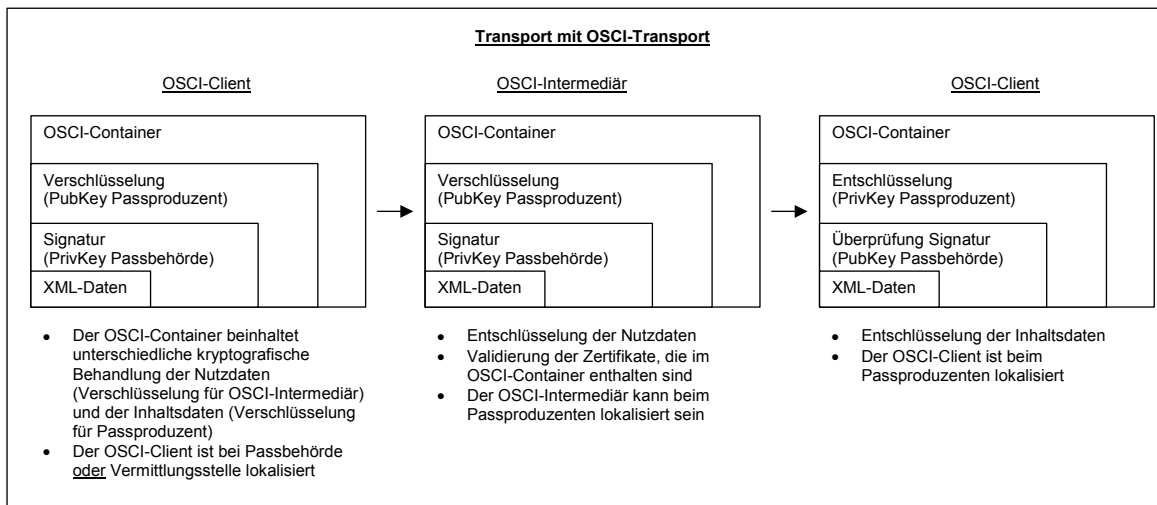 Transport mit OSCI-Transport
OSCI-Client
OSCI-Container
Verschlüsselung
(PubKey Passproduzent)
Signatur
(PrivKey Passbehörde)
XML-Daten
• Der OSCI-Container beinhaltet
unterschiedliche kryptografische
Behandlung der Nutzdaten
(Verschlüsselung für OSCI-Intermediär)
und der Inhaltsdaten (Verschlüsselung
für Passproduzent)
• Der OSCI-Client ist bei Passbehörde
oder Vermittlungsstelle lokalisiert
OSCI-Intermediär
OSCI-Container
Verschlüsselung
(PubKey Passproduzent)
Signatur
(PrivKey Passbehörde)
XML-Daten
• Entschlüsselung der Nutzdaten
• Validierung der Zertifikate, die im
OSCI-Container enthalten sind
• Der OSCI-Intermediär kann beim
Passproduzenten lokalisiert sein
OSCI-Client
OSCI-Container
Entschlüsselung
(PrivKey Passproduzent)
Überprüfung Signatur
(PubKey Passbehörde)
XML-Daten
• Entschlüsselung der Inhaltsdaten
• Der OSCI-Client ist beim
Passproduzenten lokalisiert